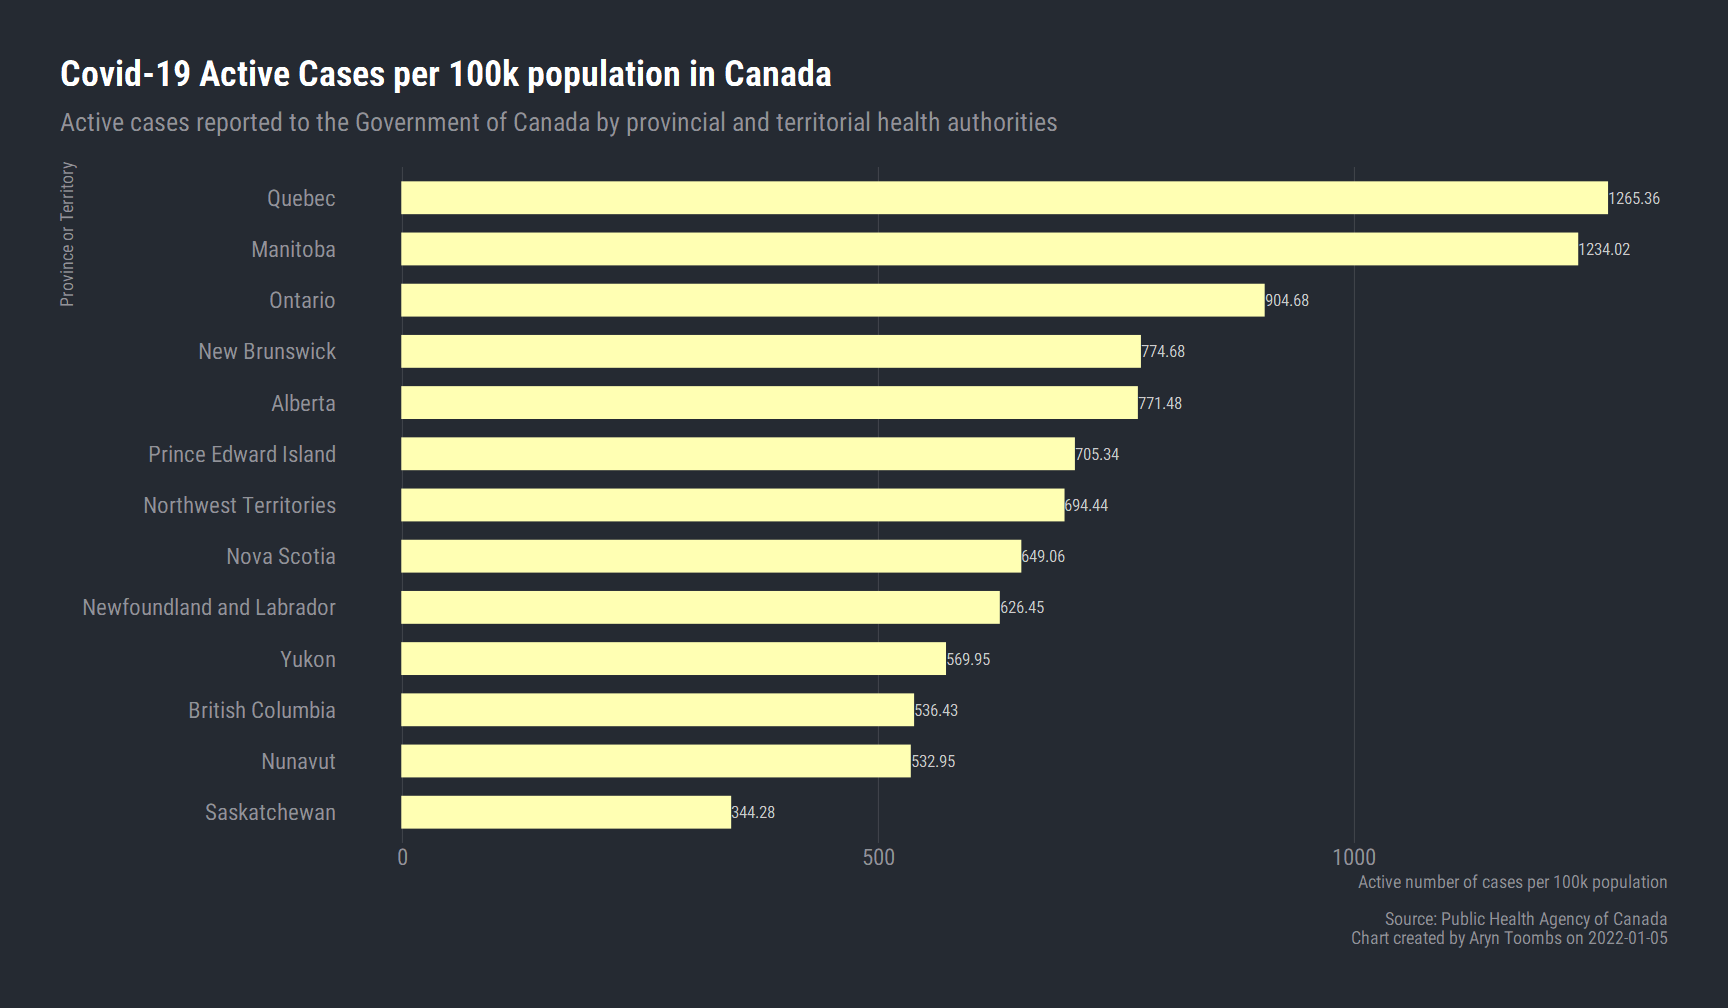 Covid-19 Active Cases per 100k population in Canada
Active cases reported to the Government of Canada by provincial and territorial health authorities
Province or Territory
Quebec 1265.36
Manitoba 1234.02
Ontario 904.68
New Brunswick 774.68
Alberta 771.48
Prince Edward Island 705.34
Northwest Territories 694.44
Nova Scotia 649.06
Newfoundland and Labrador 626.45
Yukon 569.95
British Columbia 536.43
Nunavut 532.95
Saskatchewan 344.28
0 500 1000
Active number of cases per 100k population
Source: Public Health Agency of Canada
Chart created by Aryn Toombs on 2022-01-05